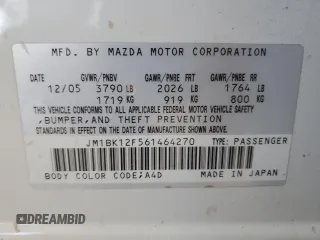 MFD. BY MAZDA MOTOR CORPORATION
GVWR/PNBV GAWR/PNBE FR GAWR/PNBE RR
12/05 3790 LB 2026 LB 1764 LB
1719 KG 919 KG 800 KG
THIS VEHICLE CONFORMS TO ALL APPLICABLE FEDERAL MOTOR VEHICLE SAFETY
, BUMPER, AND THEFT PREVENTION
STANDARDS IN EFFECT ON THE DATE OF MANUFACTURE SHOWN ABOVE.
JM1BK12F561464270 TYPE: PASSENGER
BODY COLOR CODE; A4D MADE IN JAPAN
DREAMBID